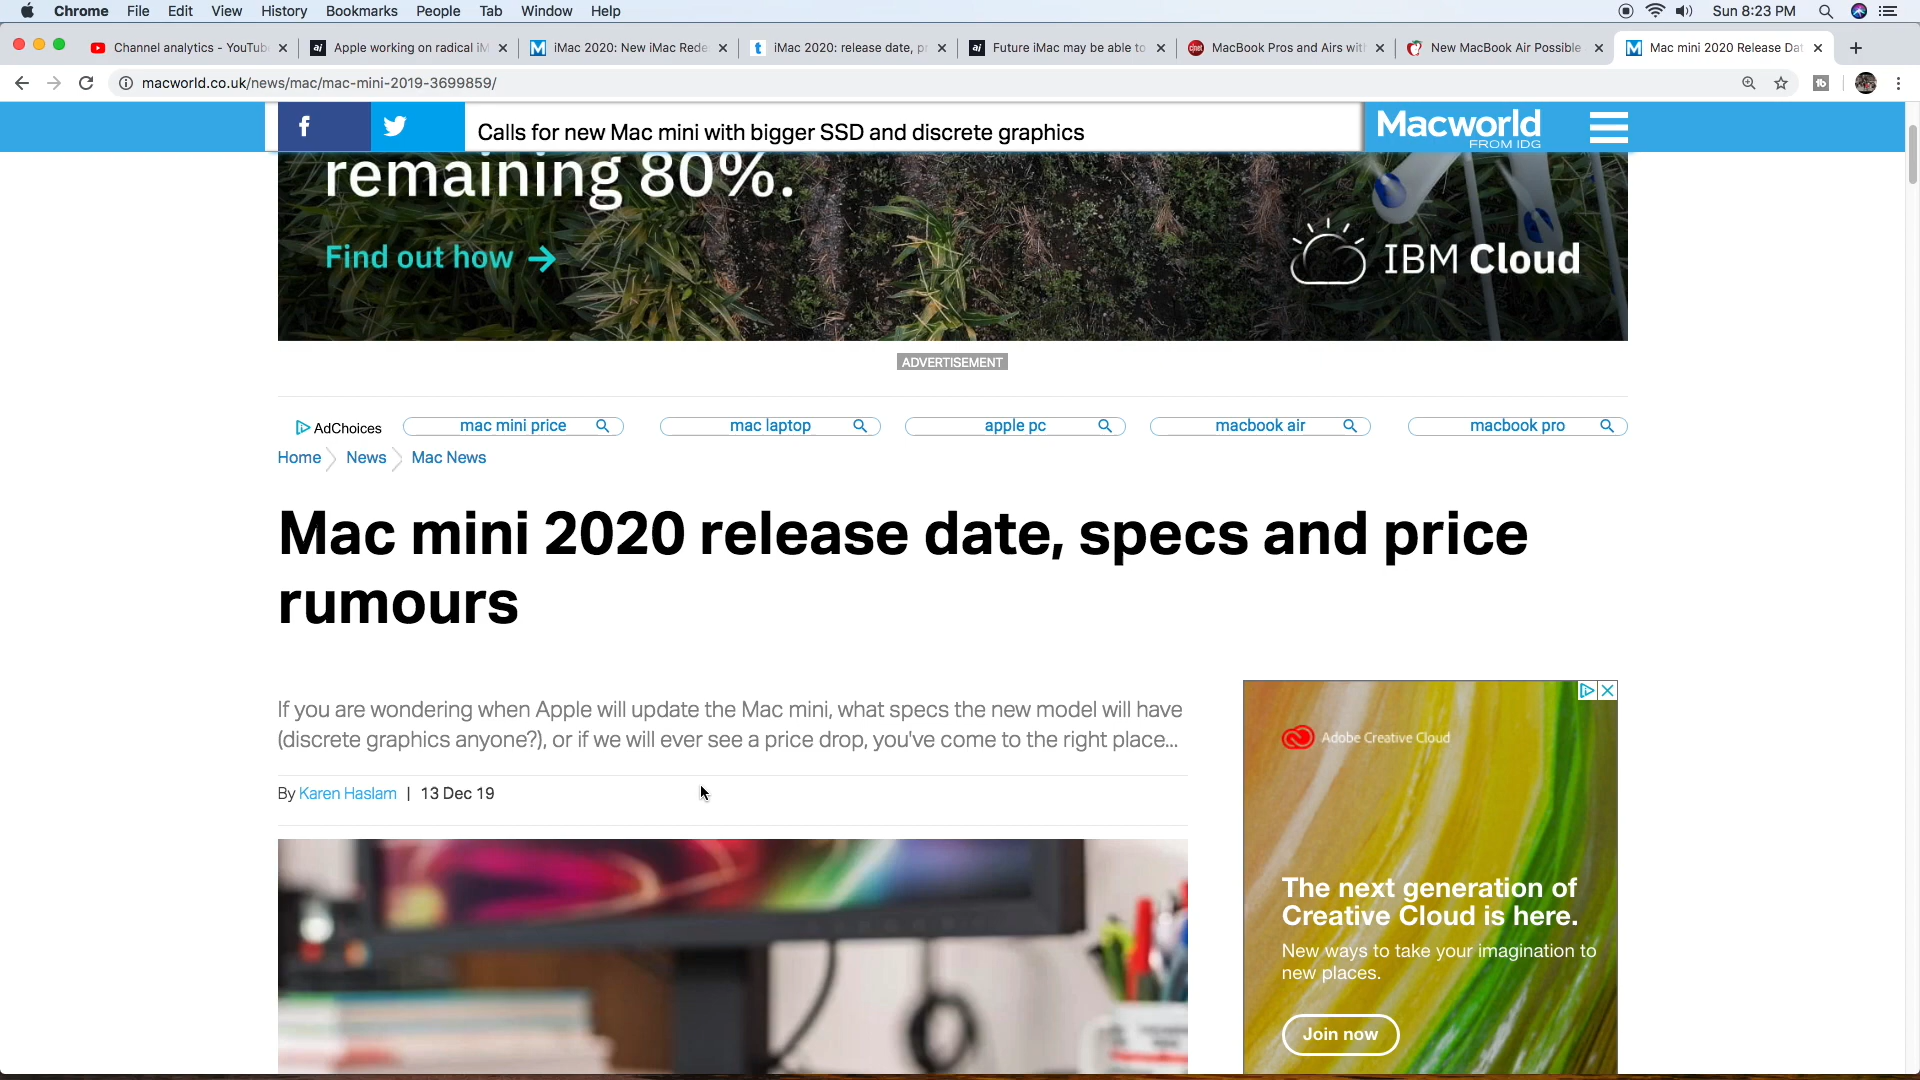 Chrome File Edit View History Bookmarks People Tab Window Help Sun 8:23 PM
Channel analytics - YouTub
Apple working on radical iM
iMac 2020: New iMac Rede
iMac 2020: release date, p
Future iMac may be able to
MacBook Pros and Airs wit
New MacBook Air Possible
Mac mini 2020 Release Da
macworld.co.uk/news/mac/mac-mini-2019-3699859/
Calls for new Mac mini with bigger SSD and discrete graphics
Macworld
FROM IDG
remaining 80%.
Find out how →
IBM Cloud
ADVERTISEMENT
AdChoices
mac mini price
mac laptop
apple pc
macbook air
macbook pro
Home News Mac News
Mac mini 2020 release date, specs and price
rumours
If you are wondering when Apple will update the Mac mini, what specs the new model will have
(discrete graphics anyone?), or if we will ever see a price drop, you've come to the right place...
By Karen Haslam | 13 Dec 19
Adobe Creative Cloud
The next generation of
Creative Cloud is here.
New ways to take your imagination to
new places.
Join now